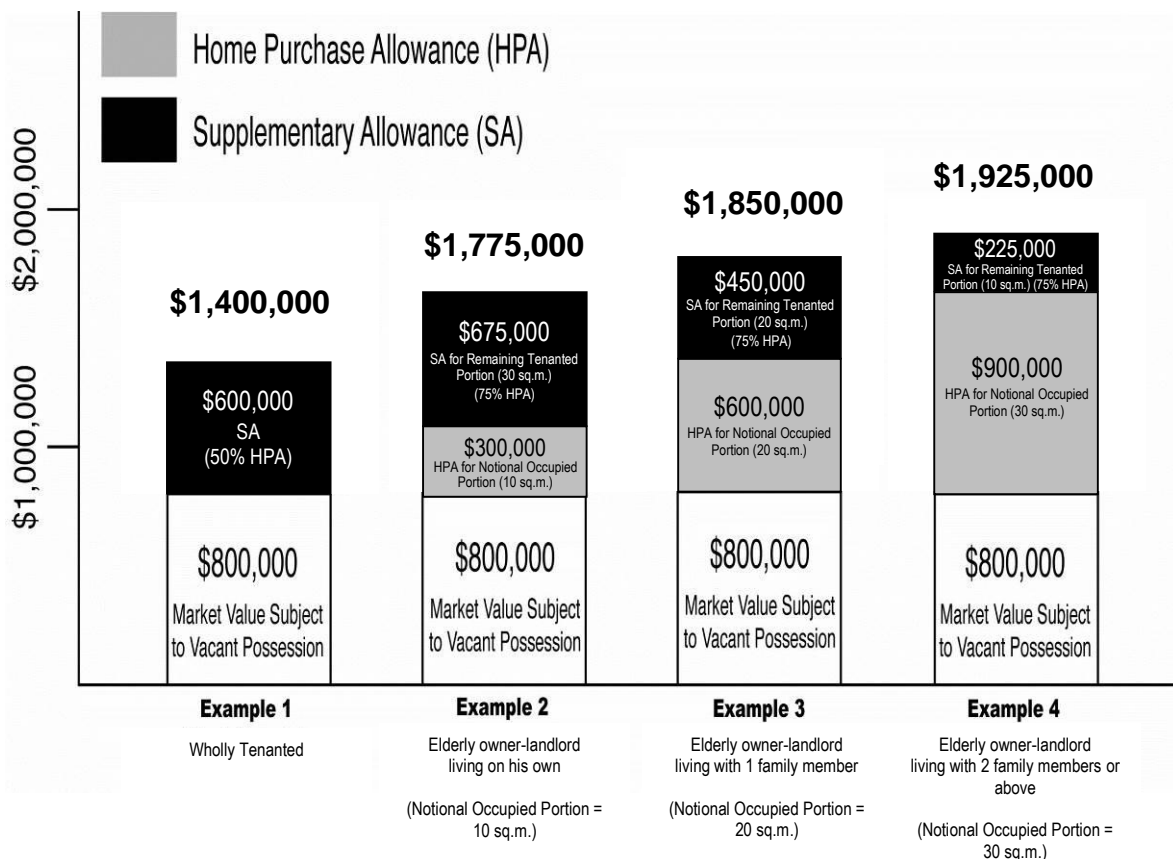 Home Purchase Allowance (HPA)
Supplementary Allowance (SA)
$2,000,000
$1,000,000
$1,400,000
$600,000
SA
(50% HPA)
$800,000
Market Value Subject
to Vacant Possession
Example 1
Wholly Tenanted
$1,775,000
$675,000
SA for Remaining Tenanted
Portion (30 sq.m.)
(75% HPA)
$300,000
HPA for Notional Occupied
Portion (10 sq.m.)
$800,000
Market Value Subject
to Vacant Possession
Example 2
Elderly owner-landlord
living on his own
(Notional Occupied Portion =
10 sq.m.)
$1,850,000
$450,000
SA for Remaining Tenanted
Portion (20 sq.m.)
(75% HPA)
$600,000
HPA for Notional Occupied
Portion (20 sq.m.)
$800,000
Market Value Subject
to Vacant Possession
Example 3
Elderly owner-landlord
living with 1 family member
(Notional Occupied Portion =
20 sq.m.)
$1,925,000
$225,000
SA for Remaining Tenanted
Portion (10 sq.m.) (75% HPA)
$900,000
HPA for Notional Occupied
Portion (30 sq.m.)
$800,000
Market Value Subject
to Vacant Possession
Example 4
Elderly owner-landlord
living with 2 family members or
above
(Notional Occupied Portion =
30 sq.m.)